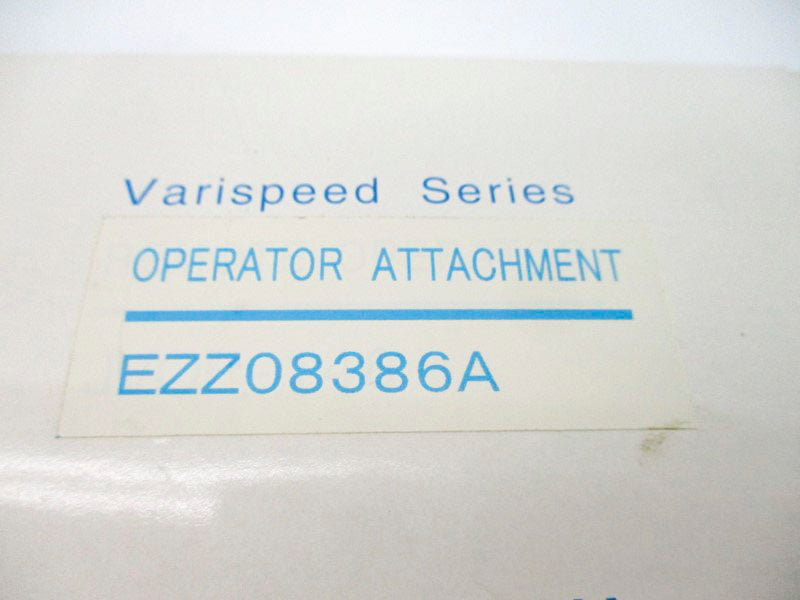 Varispeed Series
OPERATOR ATTACHMENT
EZZ08386A